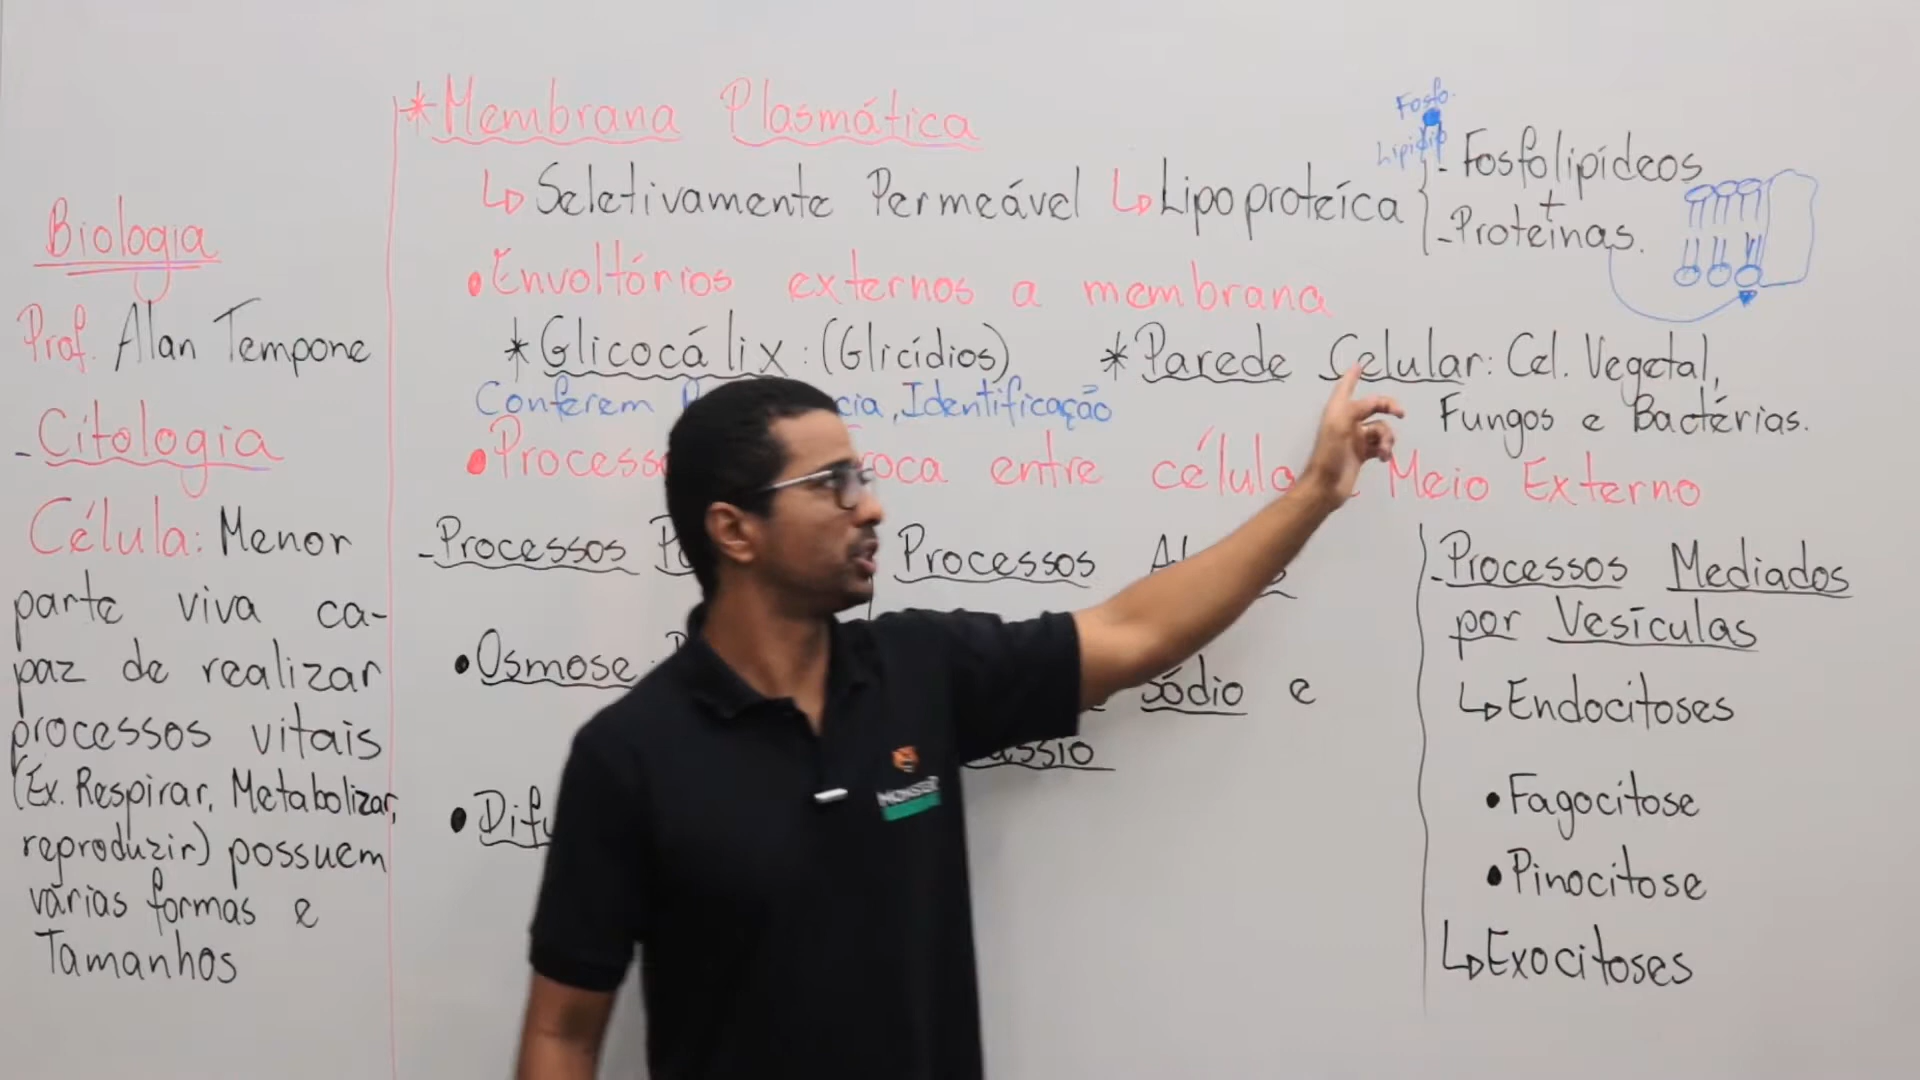 Biologia
Prof. Alan Tempone
- Citologia
Célula: Menor
parte viva ca-
paz de realizar
processos vitais
(Ex. Respirar, Metabolizar,
reproduzir) possuem
várias formas e
Tamanhos
*Membrana Plasmática
Seletivamente Permeável
Lipoproteíca
Fosfo.
Lipídio
- Fosfolipídeos
+
- Proteínas.
• Envoltórios externos a membrana
* Glicocálix: (Glicídios)
Conferem , Identificação
* Parede Celular: Cel. Vegetal,
Fungos e Bactérias.
• entre célula Meio Externo
- Processos
• Osmose:
•
Processos
sódio e
- Processos Mediados
por Vesículas
Endocitoses
• Fagocitose
• Pinocitose
Exocitoses
MONSTER